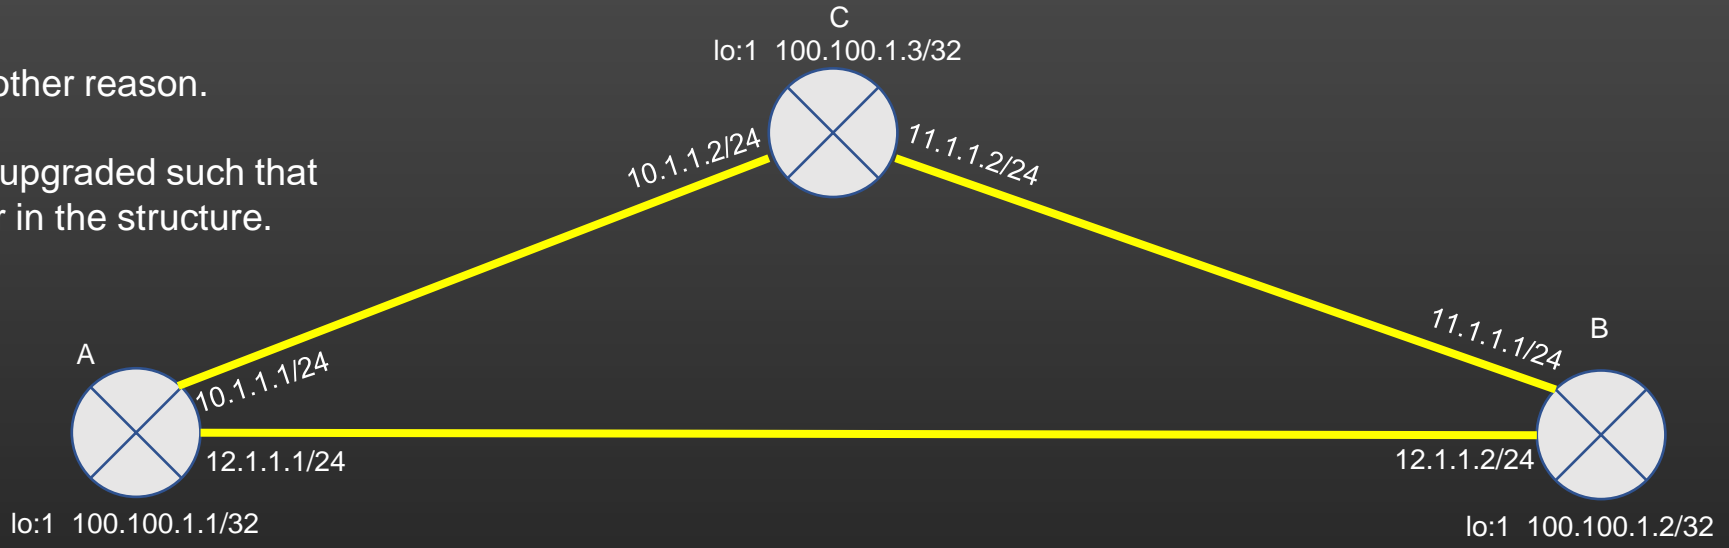 C
lo:1 100.100.1.3/32
other reason.
upgraded such that
r in the structure.
10.1.1.2/24
11.1.1.2/24
11.1.1.1/24
B
A
10.1.1.1/24
12.1.1.1/24
12.1.1.2/24
lo:1 100.100.1.1/32
lo:1 100.100.1.2/32